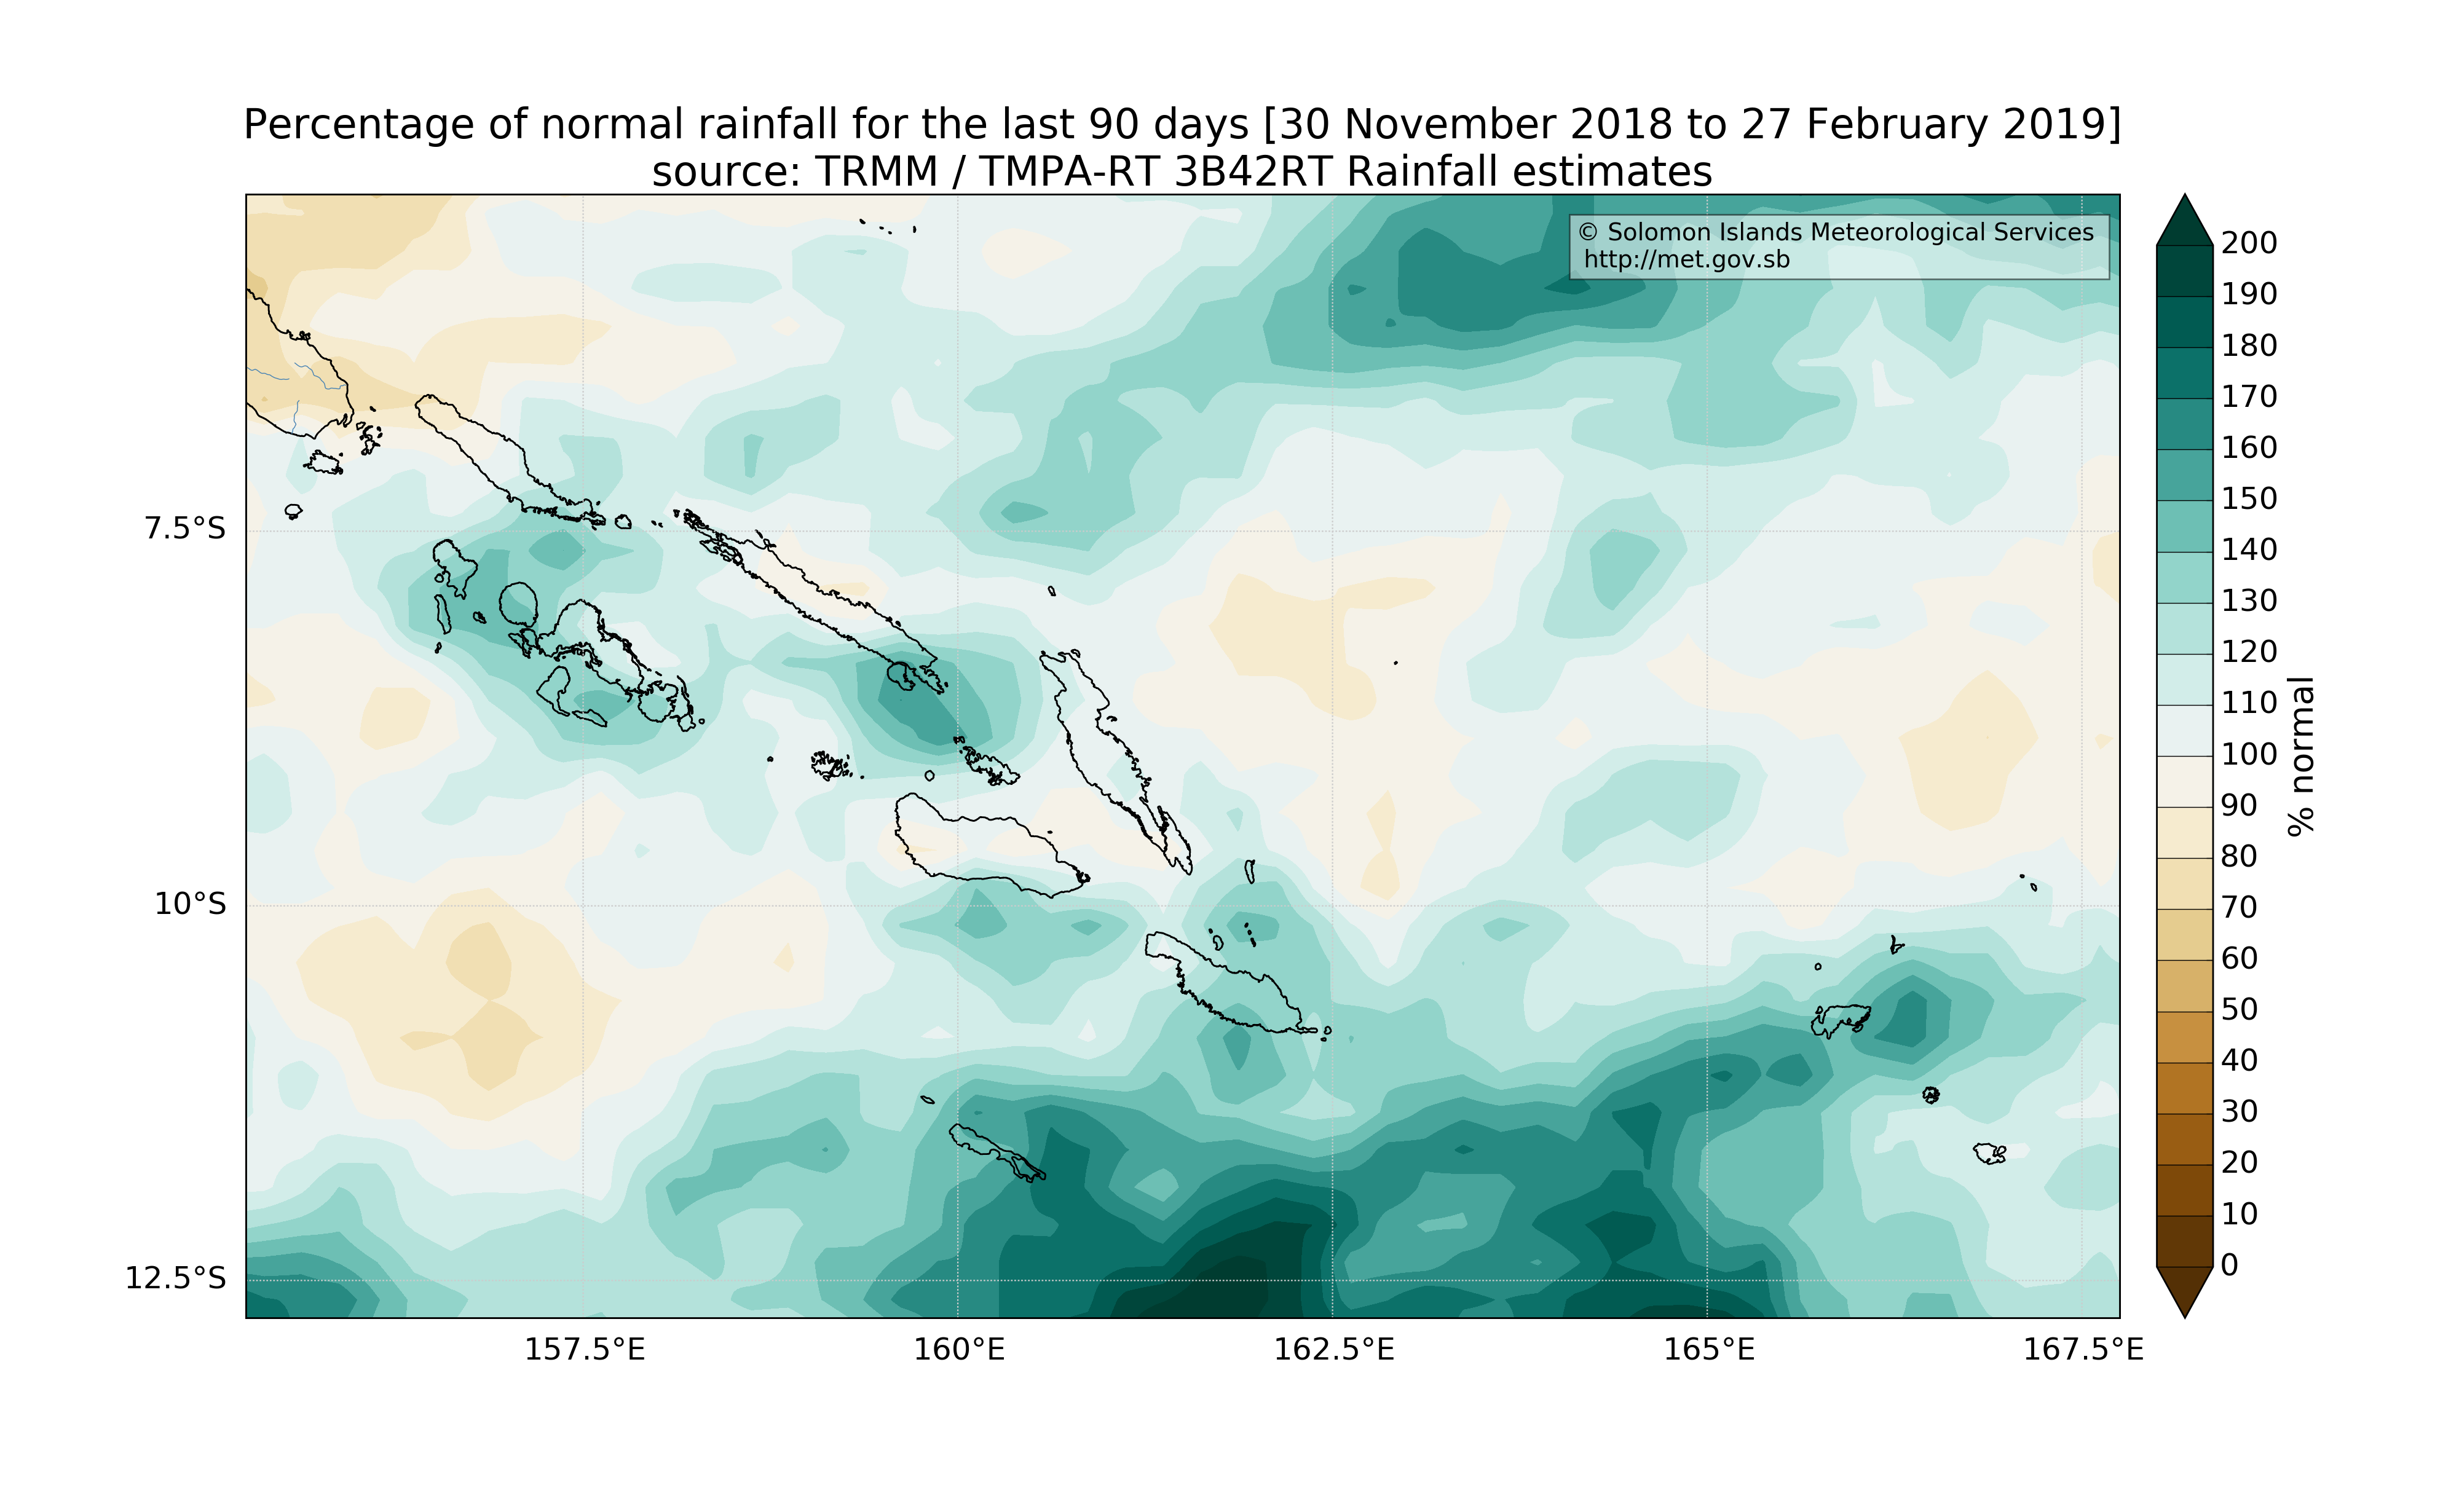 Percentage of normal rainfall for the last 90 days [30 November 2018 to 27 February 2019]
source: TRMM / TMPA-RT 3B42RT Rainfall estimates
© Solomon Islands Meteorological Services
http://met.gov.sb
7.5°S
10°S
12.5°S
157.5°E
160°E
162.5°E
165°E
167.5°E
200
190
180
170
160
150
140
130
120
110
100
90
80
70
60
50
40
30
20
10
0
% normal